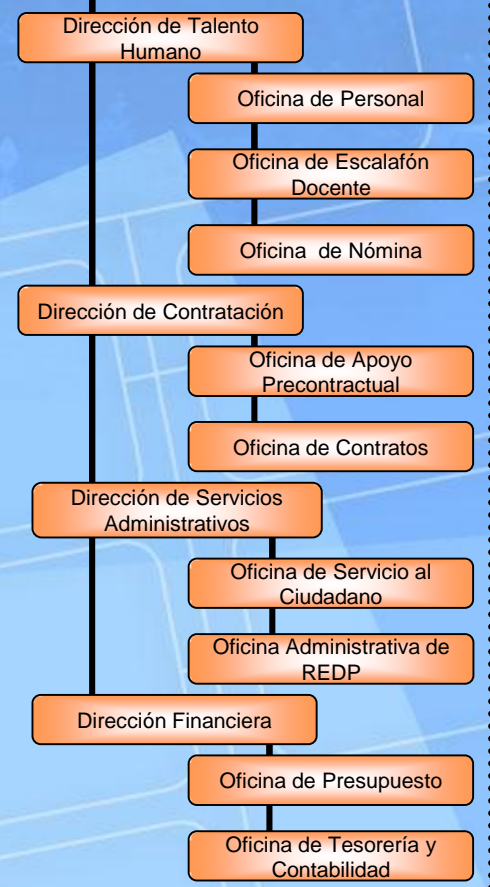 Dirección de Talento
Humano
Oficina de Personal
Oficina de Escalafón
Docente
Oficina de Nómina
Dirección de Contratación
Oficina de Apoyo
Precontractual
Oficina de Contratos
Dirección de Servicios
Administrativos
Oficina de Servicio al
Ciudadano
Oficina Administrativa de
REDP
Dirección Financiera
Oficina de Presupuesto
Oficina de Tesorería y
Contabilidad